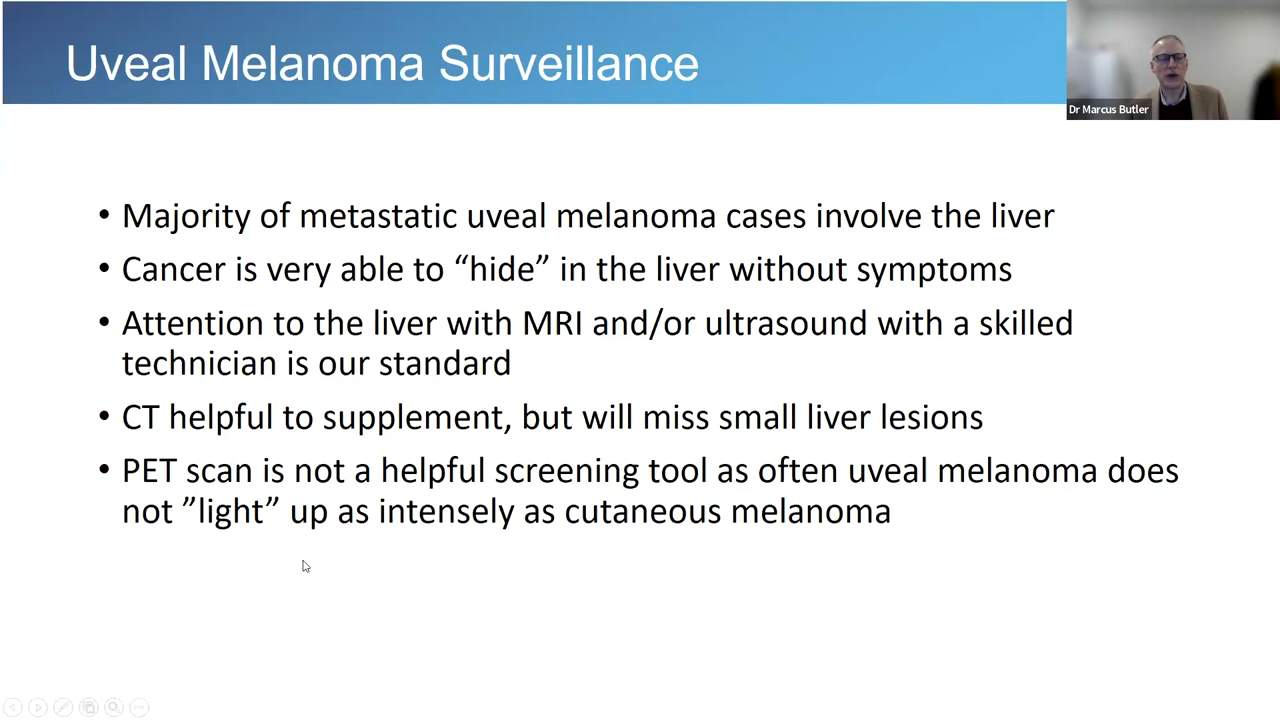 Uveal Melanoma Surveillance
Dr Marcus Butler
• Majority of metastatic uveal melanoma cases involve the liver
• Cancer is very able to “hide” in the liver without symptoms
• Attention to the liver with MRI and/or ultrasound with a skilled
technician is our standard
• CT helpful to supplement, but will miss small liver lesions
• PET scan is not a helpful screening tool as often uveal melanoma does
not ”light” up as intensely as cutaneous melanoma